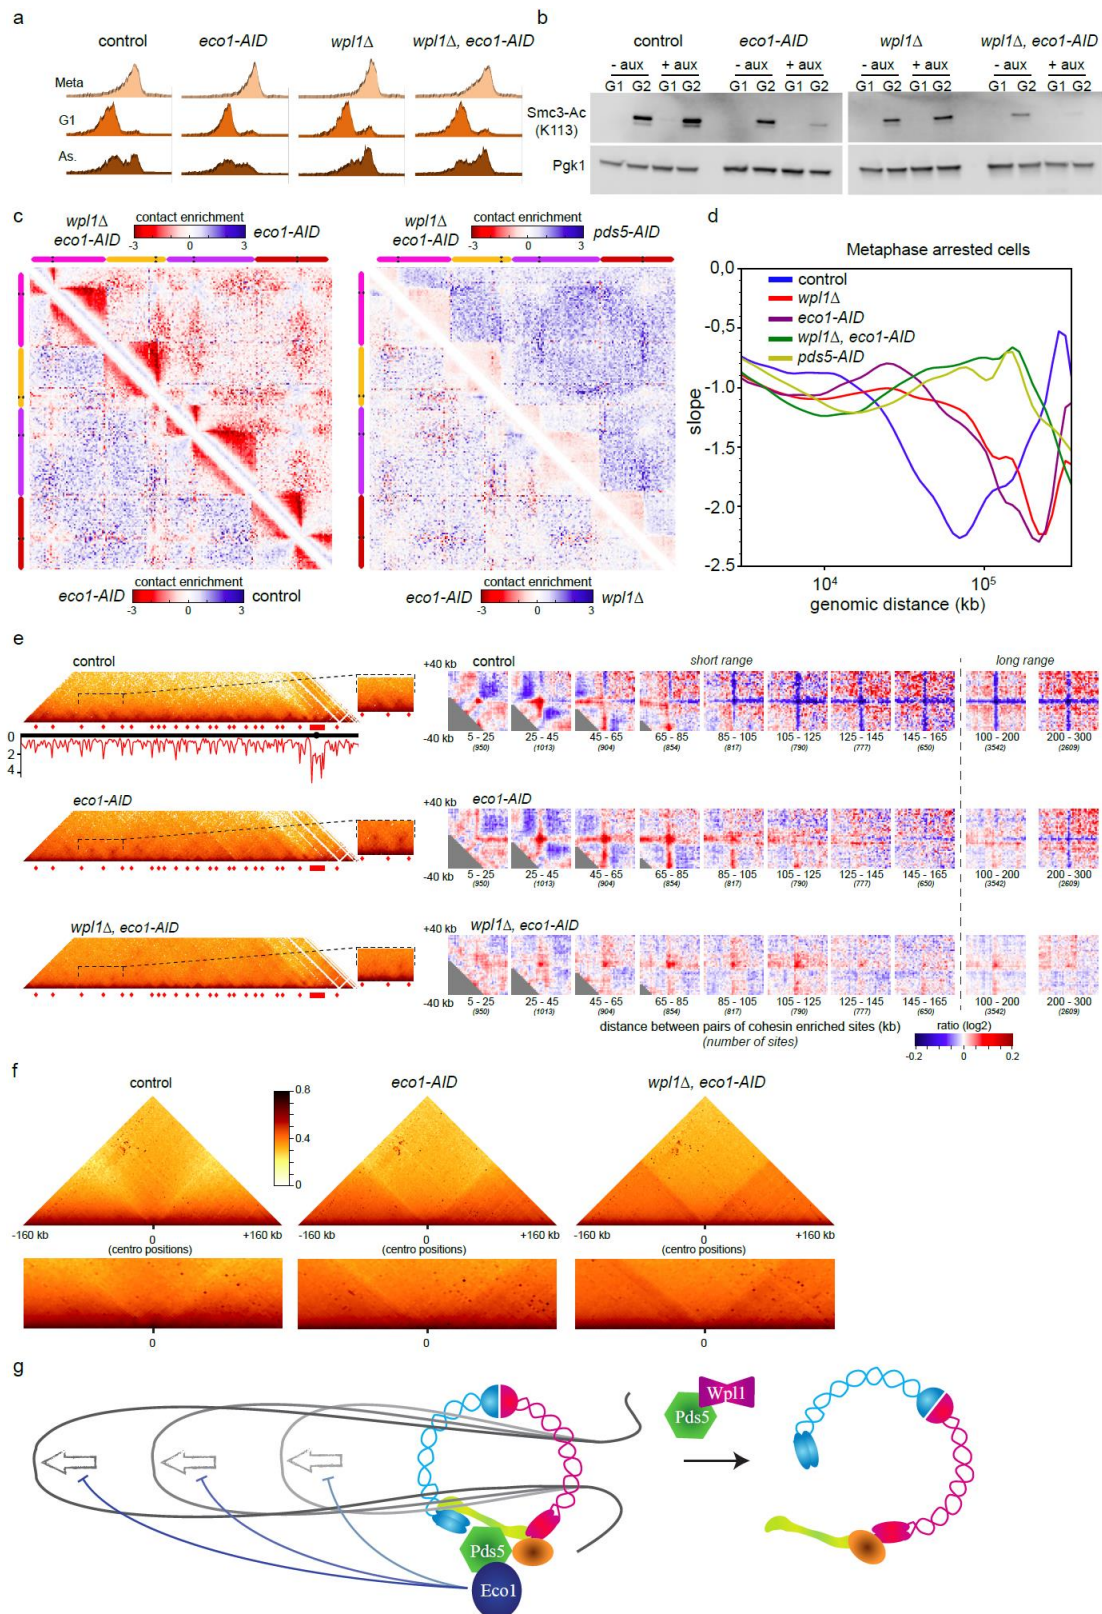 a
control
eco1-AID
wpl1Δ
wpl1Δ, eco1-AID
Meta
G1
As.
b
control
eco1-AID
wpl1Δ
wpl1Δ, eco1-AID
- aux + aux - aux + aux - aux + aux - aux + aux
G1 G2 G1 G2 G1 G2 G1 G2 G1 G2 G1 G2 G1 G2 G1 G2
Smc3-Ac
(K113)
Pgk1
c
wpl1Δ
eco1-AID
contact enrichment
-3 0 3
eco1-AID
wpl1Δ
eco1-AID
contact enrichment
-3 0 3
pds5-AID
eco1-AID
contact enrichment
-3 0 3
control
eco1-AID
contact enrichment
-3 0 3
wpl1Δ
d
Metaphase arrested cells
control
wpl1Δ
eco1-AID
wpl1Δ, eco1-AID
pds5-AID
slope
0,0
-0.5
-1.0
-1.5
-2.0
-2.5
10⁴
10⁵
genomic distance (kb)
e
control
0
2
4
+40 kb
control
short range
long range
-40 kb
5 - 25 25 - 45 45 - 65 65 - 85 85 - 105 105 - 125 125 - 145 145 - 165 100 - 200 200 - 300
(950) (1013) (904) (854) (817) (790) (777) (650) (3542) (2609)
eco1-AID
+40 kb
eco1-AID
-40 kb
5 - 25 25 - 45 45 - 65 65 - 85 85 - 105 105 - 125 125 - 145 145 - 165 100 - 200 200 - 300
(950) (1013) (904) (854) (817) (790) (777) (650) (3542) (2609)
wpl1Δ, eco1-AID
+40 kb
wpl1Δ, eco1-AID
-40 kb
5 - 25 25 - 45 45 - 65 65 - 85 85 - 105 105 - 125 125 - 145 145 - 165 100 - 200 200 - 300
(950) (1013) (904) (854) (817) (790) (777) (650) (3542) (2609)
distance between pairs of cohesin enriched sites (kb)
(number of sites)
ratio (log2)
-0.2 0 0.2
f
control
eco1-AID
wpl1Δ, eco1-AID
0.8
0.4
0
-160 kb 0 +160 kb
(centro positions)
-160 kb 0 +160 kb
(centro positions)
-160 kb 0 +160 kb
(centro positions)
0
0
0
g
Pds5
Eco1
Wpl1
Pds5